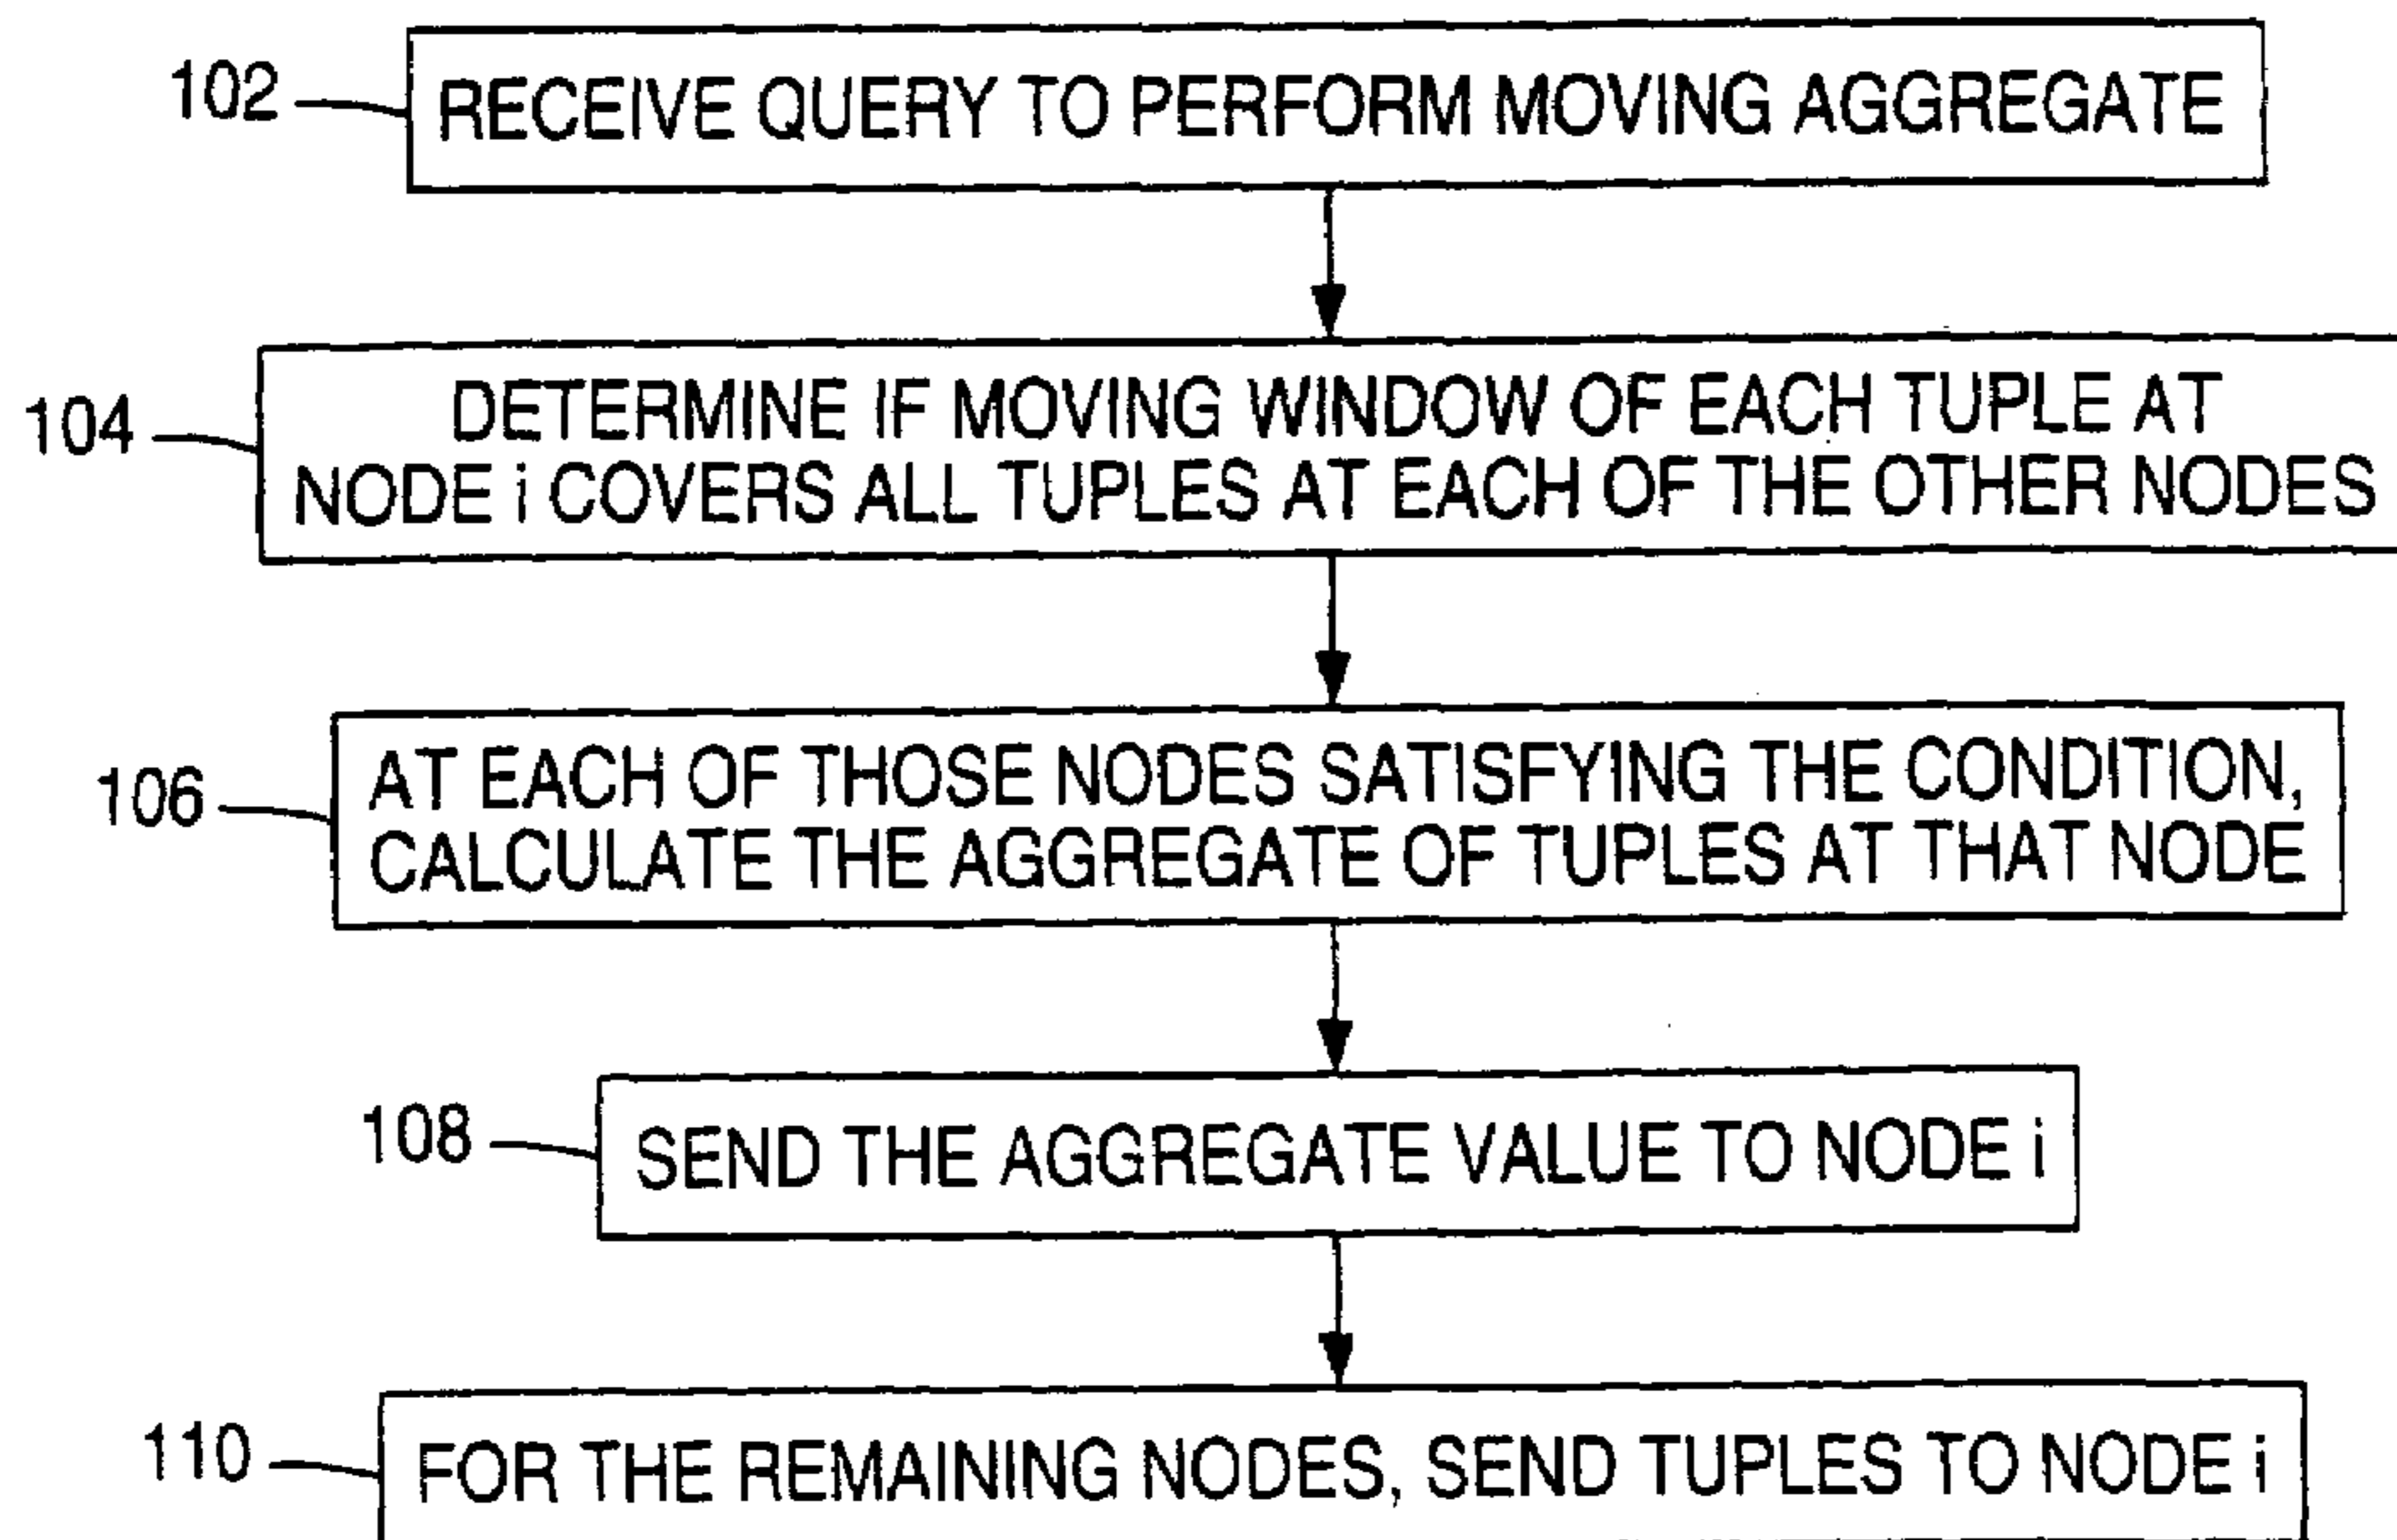 102
RECEIVE QUERY TO PERFORM MOVING AGGREGATE
104
DETERMINE IF MOVING WINDOW OF EACH TUPLE AT
NODE i COVERS ALL TUPLES AT EACH OF THE OTHER NODES
106
AT EACH OF THOSE NODES SATISFYING THE CONDITION,
CALCULATE THE AGGREGATE OF TUPLES AT THAT NODE
108
SEND THE AGGREGATE VALUE TO NODE i
110
FOR THE REMAINING NODES, SEND TUPLES TO NODE i